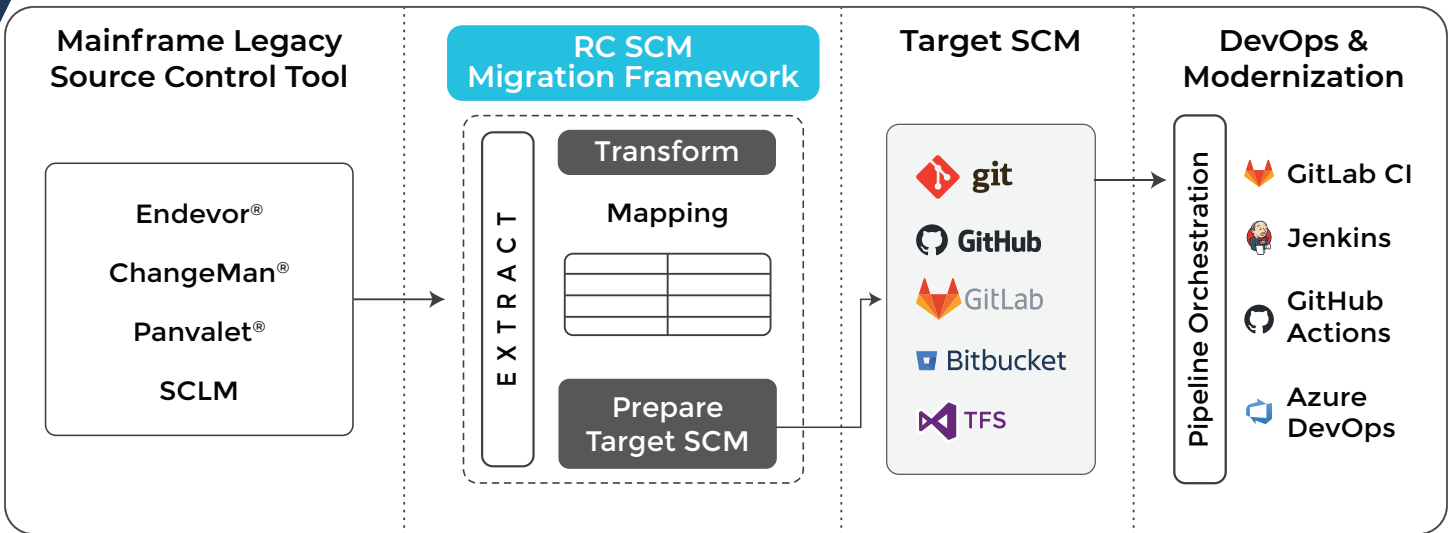 Mainframe Legacy
Source Control Tool
Endevor®
ChangeMan®
Panvalet®
SCLM
RC SCM
Migration Framework
EXTRACT
Transform
Mapping
Prepare
Target SCM
Target SCM
git
GitHub
GitLab
Bitbucket
TFS
DevOps &
Modernization
Pipeline Orchestration
GitLab CI
Jenkins
GitHub
Actions
Azure
DevOps